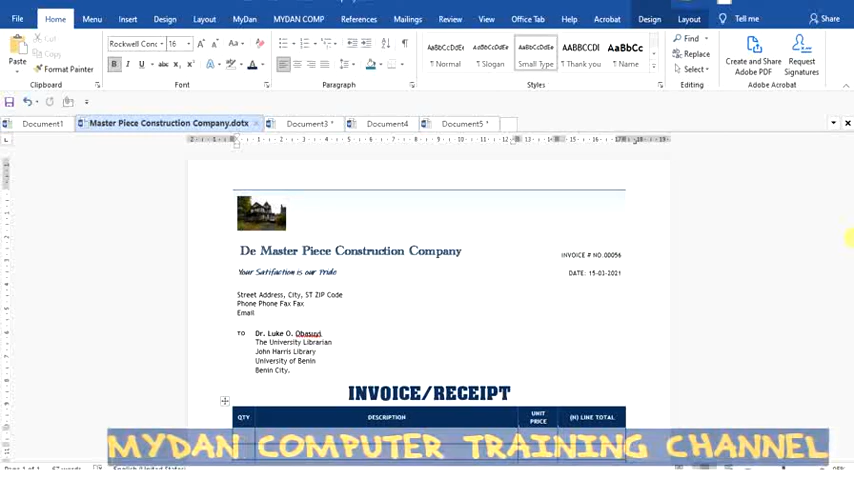 File Home Menu Insert Design Layout MyDan MYDAN COMP References Mailings Review View Office Tab Help Acrobat Design Layout Tell me Share
Cut
Copy
Paste
Format Painter
Clipboard
Rockwell Conc 16
Font
Paragraph
AaBbCcDdE AaBbCcDdEe AaBbCcDdE AABBCCDI AaBbCc
¶ Normal ¶ Slogan Small Type ¶ Thank you ¶ Name
Styles
Find
Replace
Select
Editing
Create and Share
Adobe PDF
Request
Signatures
Adobe Acrobat
Document1 Master Piece Construction Company.dotx Document3 * Document4 Document5 *
De Master Piece Construction Company
INVOICE # NO.00056
Your Satifaction is our Pride
DATE: 15-03-2021
Street Address, City, ST ZIP Code
Phone Phone Fax Fax
Email
TO Dr. Luke O. Obasuyi
The University Librarian
John Harris Library
University of Benin
Benin City.
INVOICE/RECEIPT
QTY DESCRIPTION UNIT PRICE (N) LINE TOTAL
MYDAN COMPUTER TRAINING CHANNEL